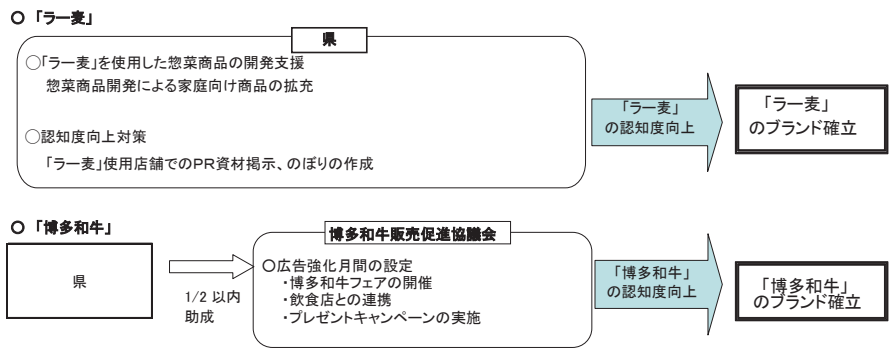 ○「ラー麦」
県
○「ラー麦」を使用した惣菜商品の開発支援
惣菜商品開発による家庭向け商品の拡充
○認知度向上対策
「ラー麦」使用店舗でのPR資材掲示、のぼりの作成
「ラー麦」
の認知度向上
「ラー麦」
のブランド確立
○「博多和牛」
県
1/2 以内
助成
博多和牛販売促進協議会
○広告強化月間の設定
・博多和牛フェアの開催
・飲食店との連携
・プレゼントキャンペーンの実施
「博多和牛」
の認知度向上
「博多和牛」
のブランド確立